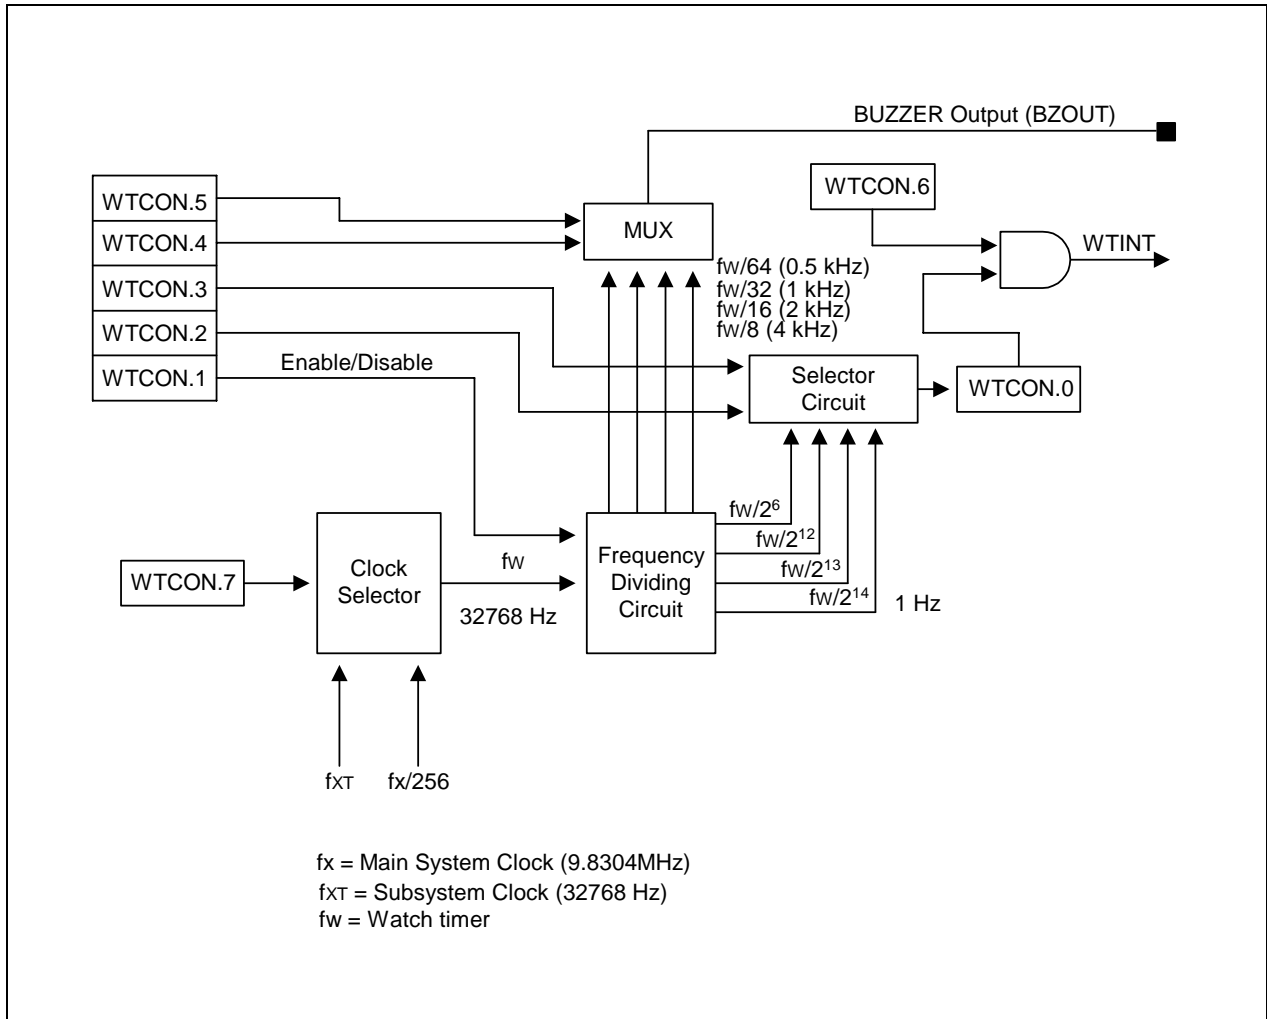 BUZZER Output (BZOUT)
WTCON.5
WTCON.4
WTCON.3
WTCON.2
WTCON.1
MUX
WTCON.6
WTINT
fW/64 (0.5 kHz)
fW/32 (1 kHz)
fW/16 (2 kHz)
fW/8 (4 kHz)
Enable/Disable
Selector
Circuit
WTCON.0
WTCON.7
Clock
Selector
fW
32768 Hz
Frequency
Dividing
Circuit
fW/2⁶
fW/2¹²
fW/2¹³
fW/2¹⁴
1 Hz
fXT
fx/256
fx = Main System Clock (9.8304MHz)
fXT = Subsystem Clock (32768 Hz)
fw = Watch timer